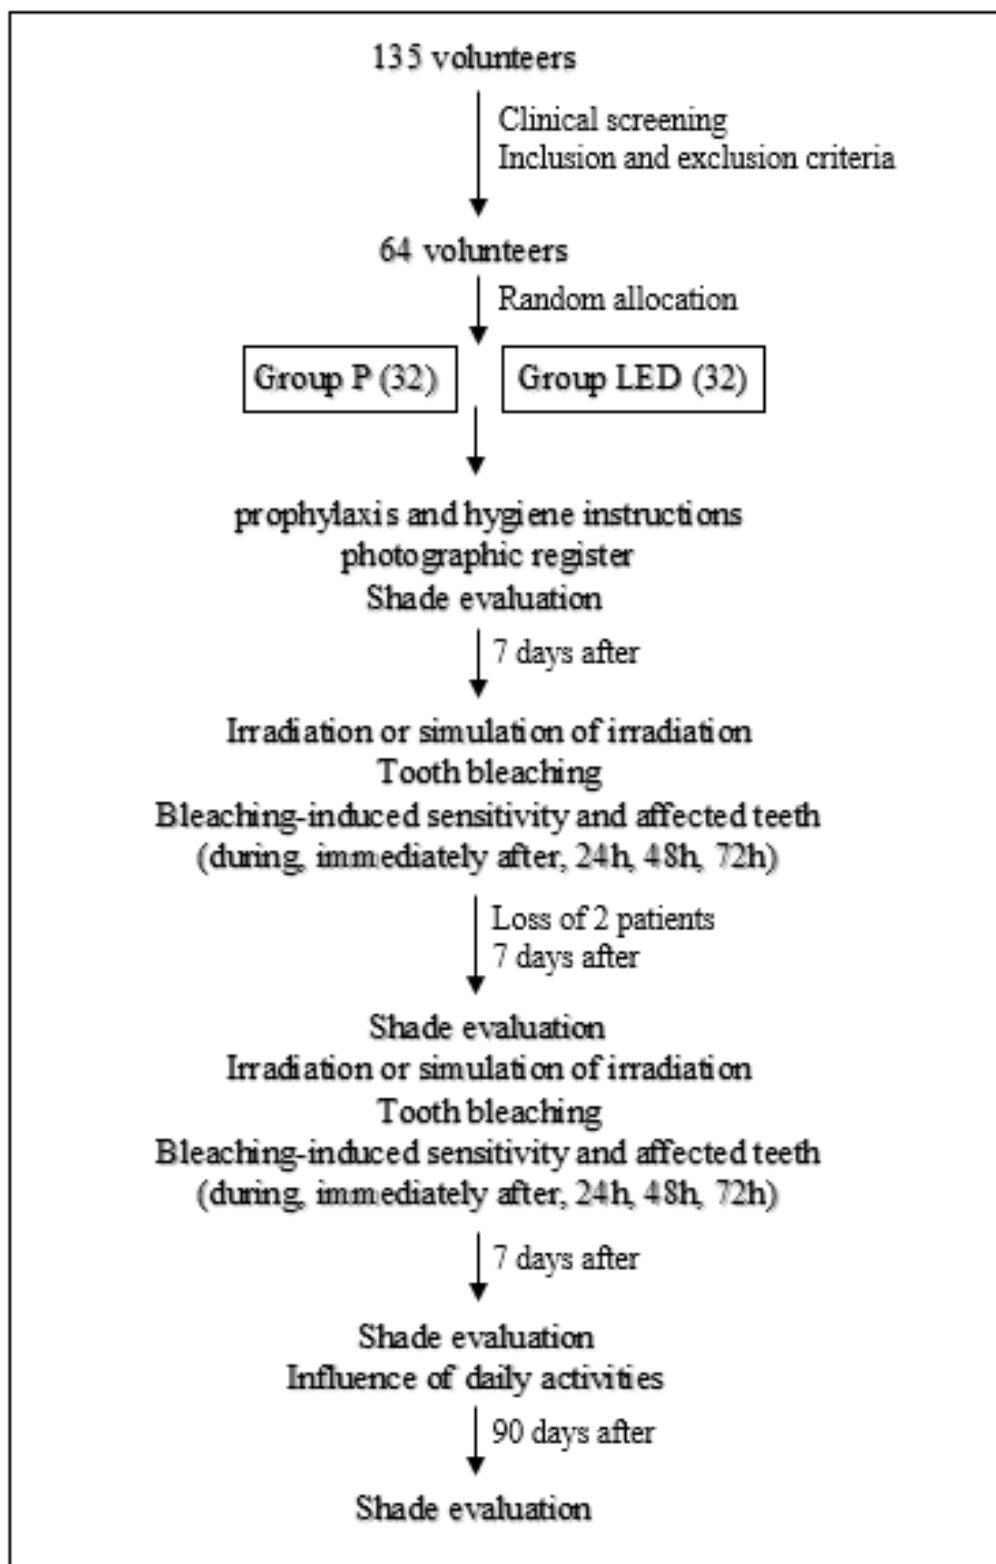 135 volunteers
Clinical screening
Inclusion and exclusion criteria
64 volunteers
Random allocation
Group P (32)
Group LED (32)
prophylaxis and hygiene instructions
photographic register
Shade evaluation
7 days after
Irradiation or simulation of irradiation
Tooth bleaching
Bleaching-induced sensitivity and affected teeth
(during, immediately after, 24h, 48h, 72h)
Loss of 2 patients
7 days after
Shade evaluation
Irradiation or simulation of irradiation
Tooth bleaching
Bleaching-induced sensitivity and affected teeth
(during, immediately after, 24h, 48h, 72h)
7 days after
Shade evaluation
Influence of daily activities
90 days after
Shade evaluation